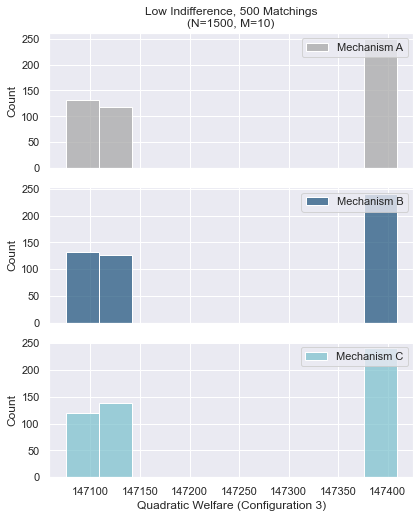 Low Indifference, 500 Matchings
(N=1500, M=10)
250
200
150
100
50
0
Count
Mechanism A
250
200
150
100
50
0
Count
Mechanism B
250
200
150
100
50
0
Count
Mechanism C
147100 147150 147200 147250 147300 147350 147400
Quadratic Welfare (Configuration 3)